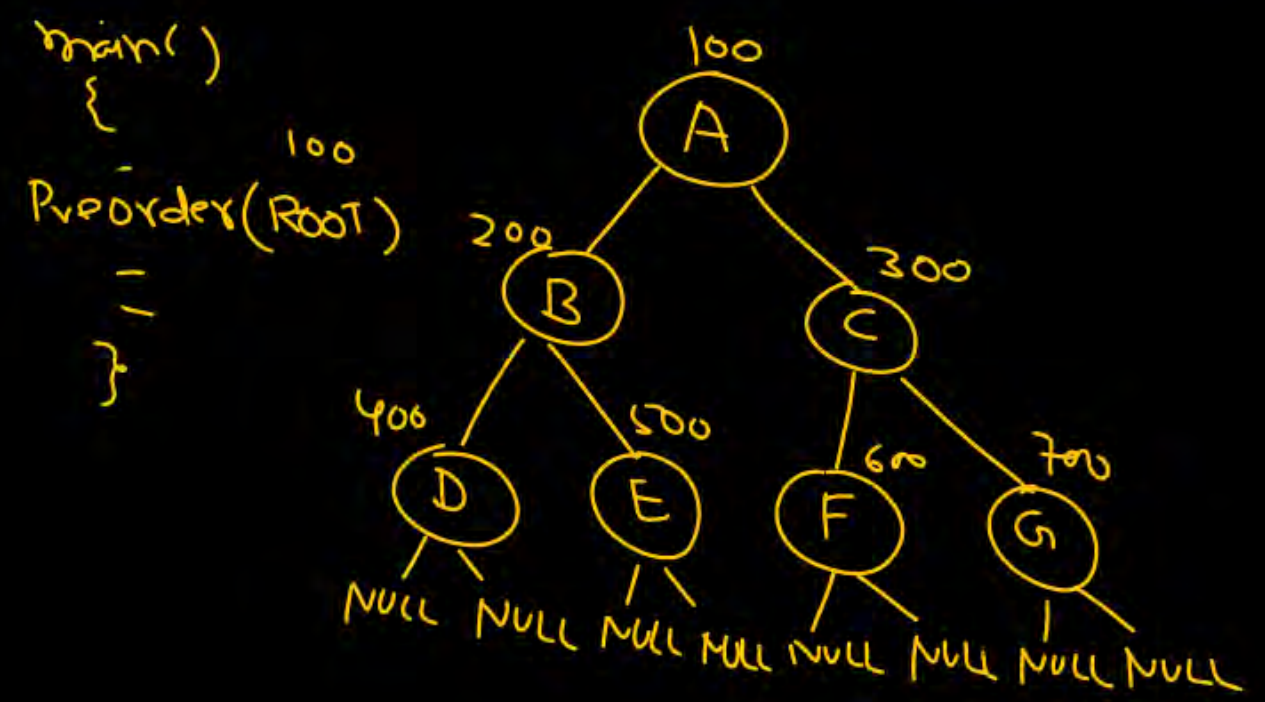 main()
{
100
Preorder(ROOT)
}
100
A
200
B
300
C
400
D
500
E
600
F
700
G
NULL NULL NULL NULL NULL NULL NULL NULL